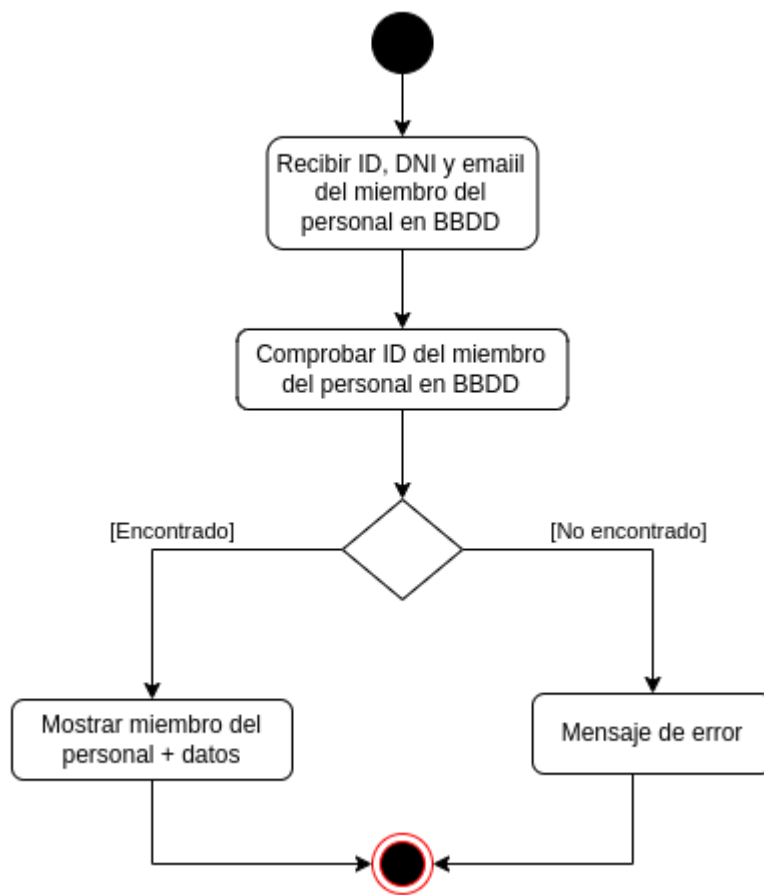 Recibir ID, DNI y emaiil
del miembro del
personal en BBDD
Comprobar ID del miembro
del personal en BBDD
[Encontrado]
[No encontrado]
Mostrar miembro del
personal + datos
Mensaje de error